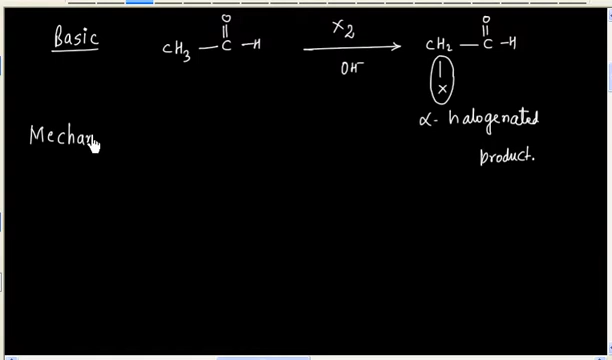 Basic
O
CH3 — C — H
X2
OH-
O
CH2 — C — H
X
α- halogenated
product.
Mechan